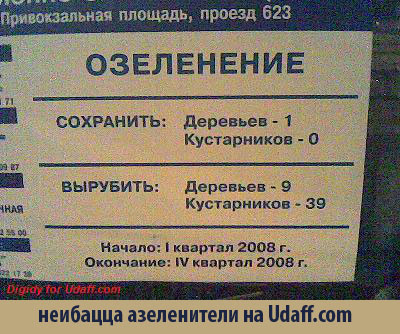 Привокзальная площадь, проезд 623
ОЗЕЛЕНЕНИЕ
71
СОХРАНИТЬ: Деревьев - 1
Кустарников - 0
ВЫРУБИТЬ: Деревьев - 9
Кустарников - 39
Начало: I квартал 2008 г.
Окончание: IV квартал 2008 г.
Digidy for Udaff.com
неибацца азеленители на Udaff.com